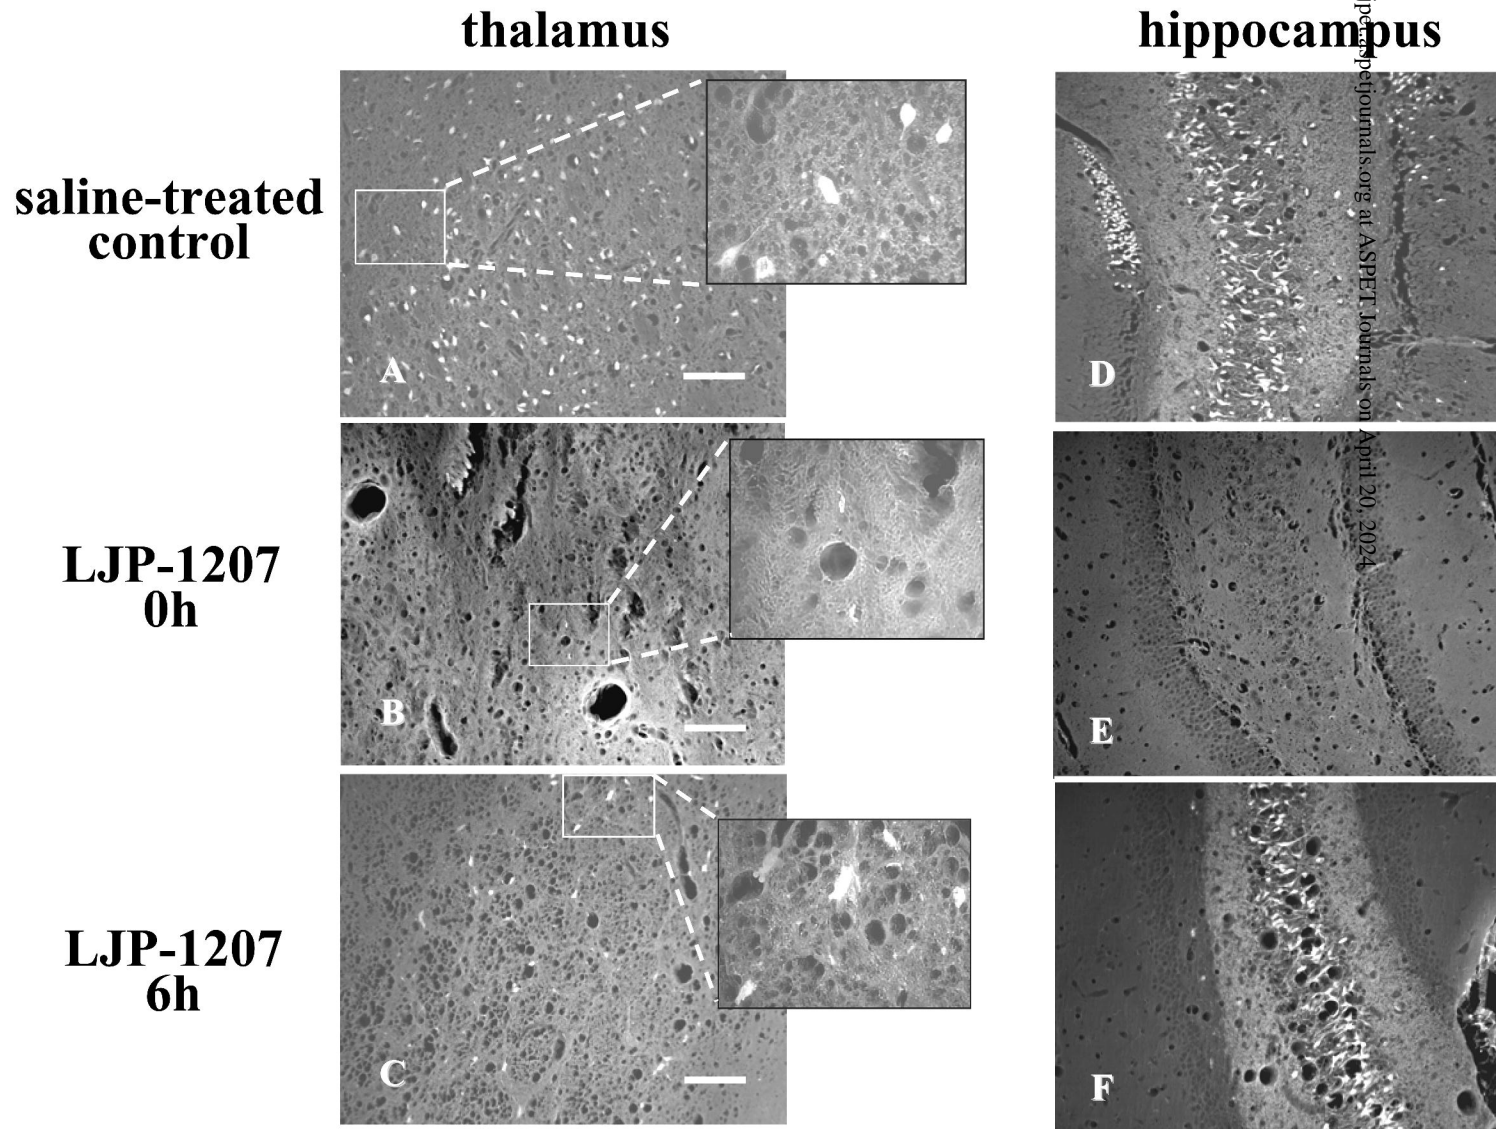 thalamus
hippocampus
saline-treated
control
A
D
LJP-1207
0h
B
E
LJP-1207
6h
C
F
ipet.aspetjournals.org at ASPET Journals on April 20, 2024